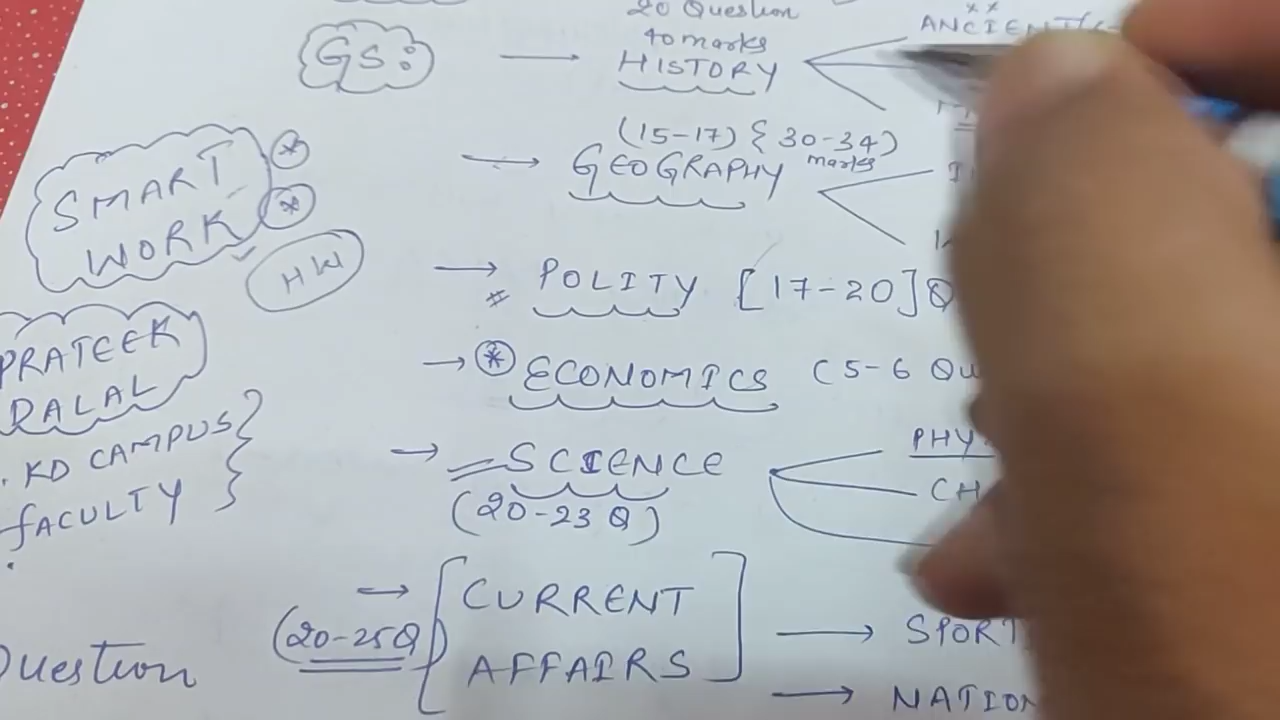 20 Question
40 marks
GS: → HISTORY
ANCIENT
(15-17) {30-34)
marks
→ GEOGRAPHY
SMART
WORK
HW
→ # POLITY [17-20] Q
→ * ECONOMICS (5-6 Qu
PRATEEK
DALAL
. KD CAMPUS
faCULTY
→ SCIENCE
(20-23 Q)
PHY
CH
→ CURRENT
AFFAIRS
(20-25Q)
→ SPORT
→ NATION
Question